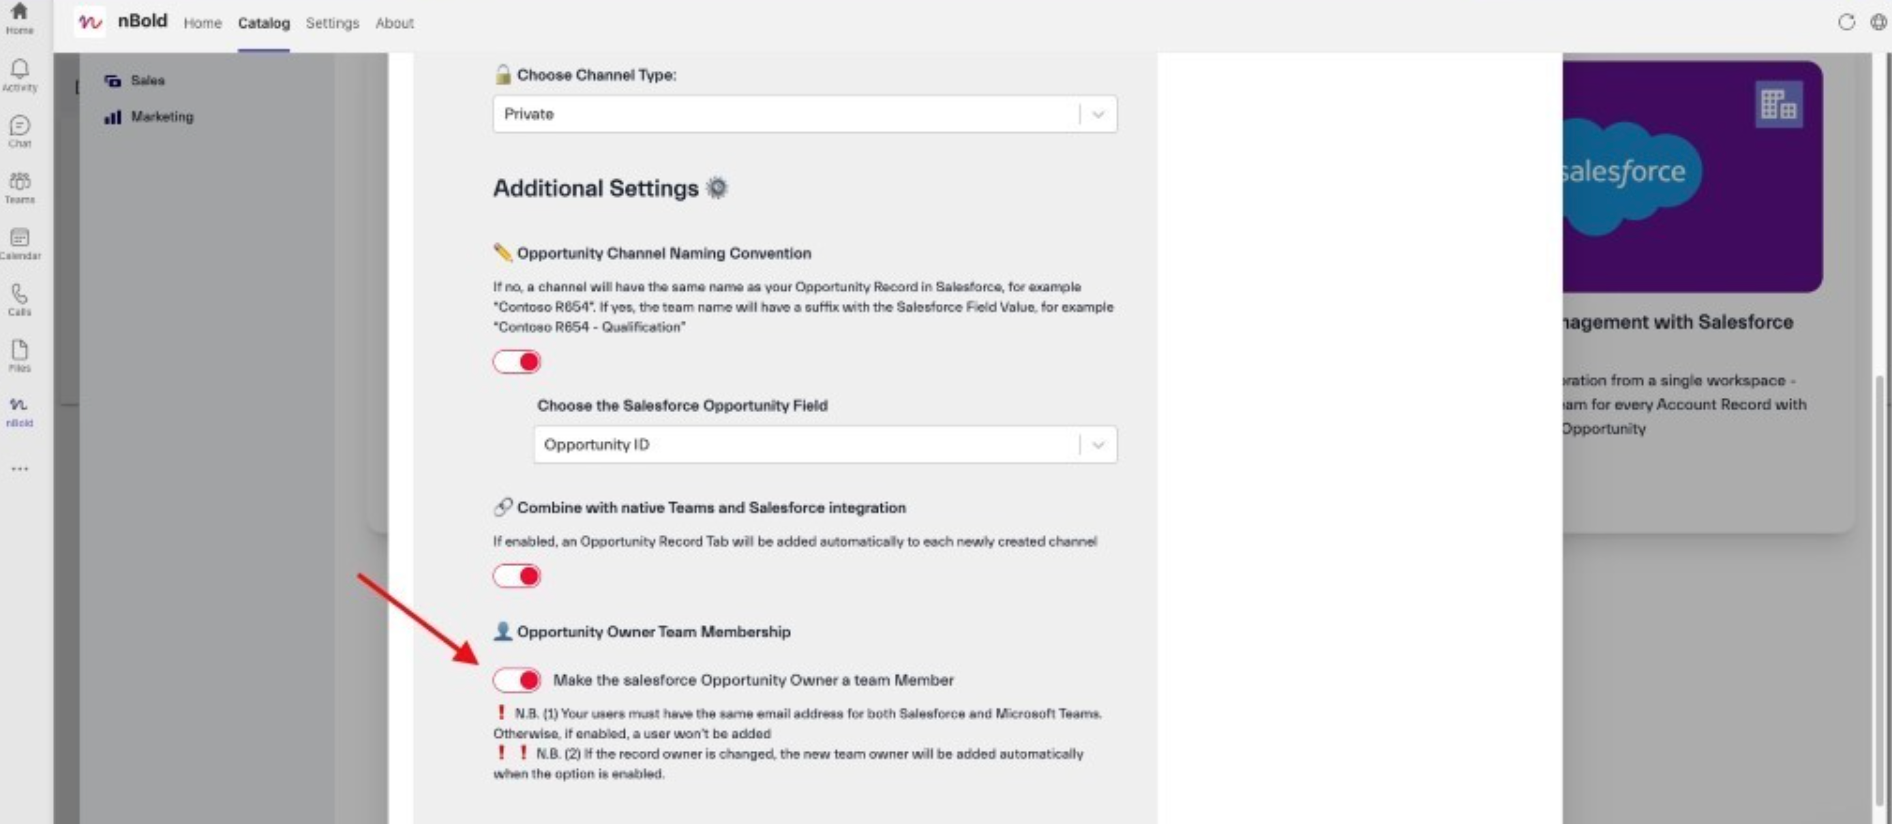 Home
nBold Home Catalog Settings About
Activity
Chat
Teams
Calendar
Calls
Files
nBold
Sales
Marketing
Choose Channel Type:
Private
Additional Settings
Opportunity Channel Naming Convention
If no, a channel will have the same name as your Opportunity Record in Salesforce, for example
"Contoso R654". If yes, the team name will have a suffix with the Salesforce Field Value, for example
"Contoso R654 - Qualification"
Choose the Salesforce Opportunity Field
Opportunity ID
Combine with native Teams and Salesforce integration
If enabled, an Opportunity Record Tab will be added automatically to each newly created channel
Opportunity Owner Team Membership
Make the salesforce Opportunity Owner a team Member
❗ N.B. (1) Your users must have the same email address for both Salesforce and Microsoft Teams.
Otherwise, if enabled, a user won't be added
❗ ❗ N.B. (2) If the record owner is changed, the new team owner will be added automatically
when the option is enabled.
salesforce
nagement with Salesforce
oration from a single workspace -
am for every Account Record with
Opportunity